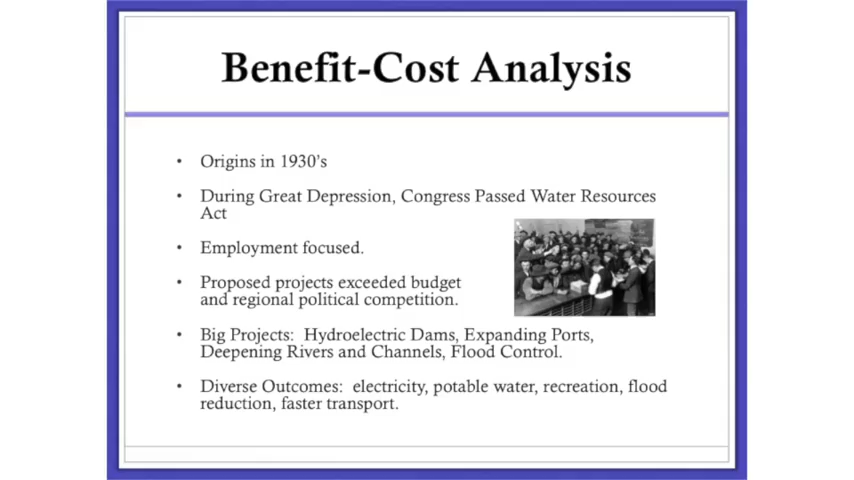 Benefit-Cost Analysis
• Origins in 1930's
• During Great Depression, Congress Passed Water Resources
Act
• Employment focused.
• Proposed projects exceeded budget
and regional political competition.
• Big Projects:  Hydroelectric Dams, Expanding Ports,
Deepening Rivers and Channels, Flood Control.
• Diverse Outcomes:  electricity, potable water, recreation, flood
reduction, faster transport.